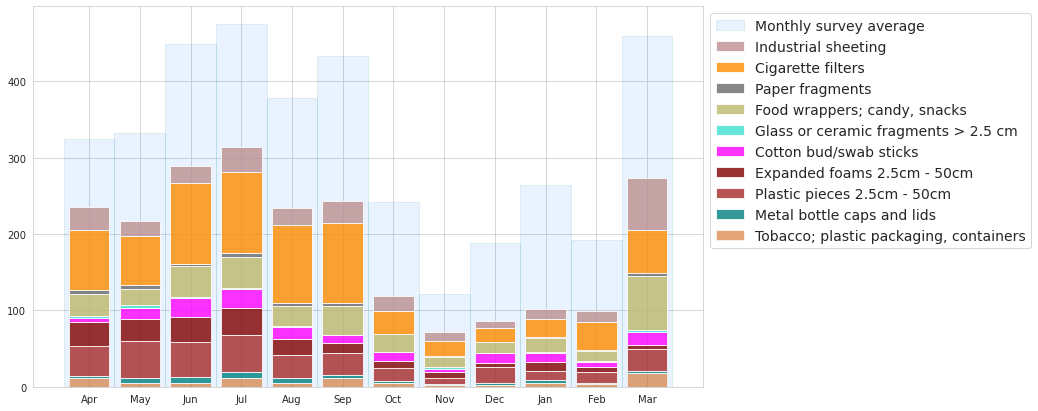 400
300
200
100
0
Apr May Jun Jul Aug Sep Oct Nov Dec Jan Feb Mar
Monthly survey average
Industrial sheeting
Cigarette filters
Paper fragments
Food wrappers; candy, snacks
Glass or ceramic fragments > 2.5 cm
Cotton bud/swab sticks
Expanded foams 2.5cm - 50cm
Plastic pieces 2.5cm - 50cm
Metal bottle caps and lids
Tobacco; plastic packaging, containers